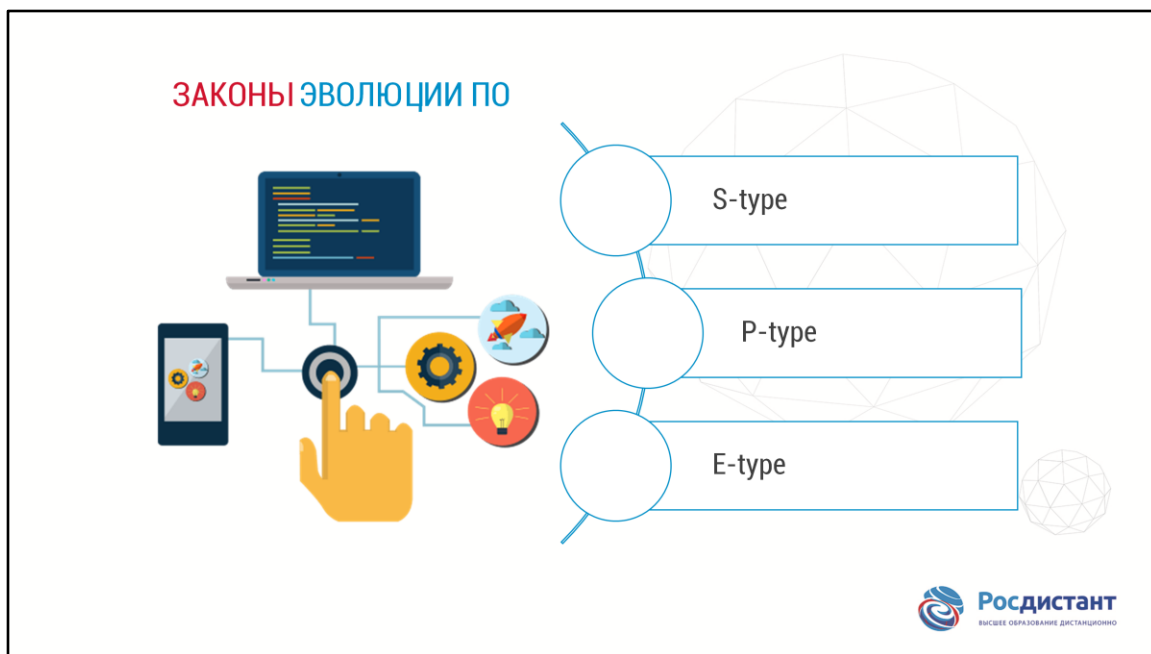 ЗАКОНЫ ЭВОЛЮЦИИ ПО
S-type
P-type
E-type
Росдистант
ВЫСШЕЕ ОБРАЗОВАНИЕ ДИСТАНЦИОННО